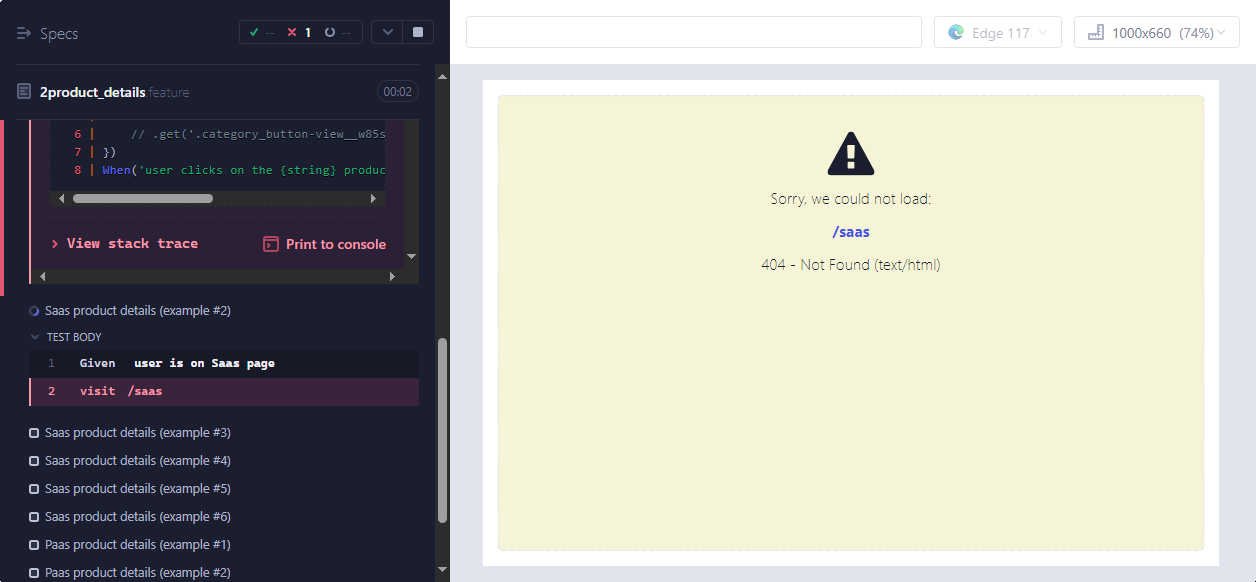 Specs
-- 1 --
2product_details.feature 00:02
6 | // .get('.category_button-view__w85s
7 | })
8 | When('user clicks on the {string} produc
View stack trace Print to console
Saas product details (example #2)
TEST BODY
1 Given user is on Saas page
2 visit /saas
Saas product details (example #3)
Saas product details (example #4)
Saas product details (example #5)
Saas product details (example #6)
Paas product details (example #1)
Paas product details (example #2)
Edge 117
1000x660 (74%)
Sorry, we could not load:
/saas
404 - Not Found (text/html)